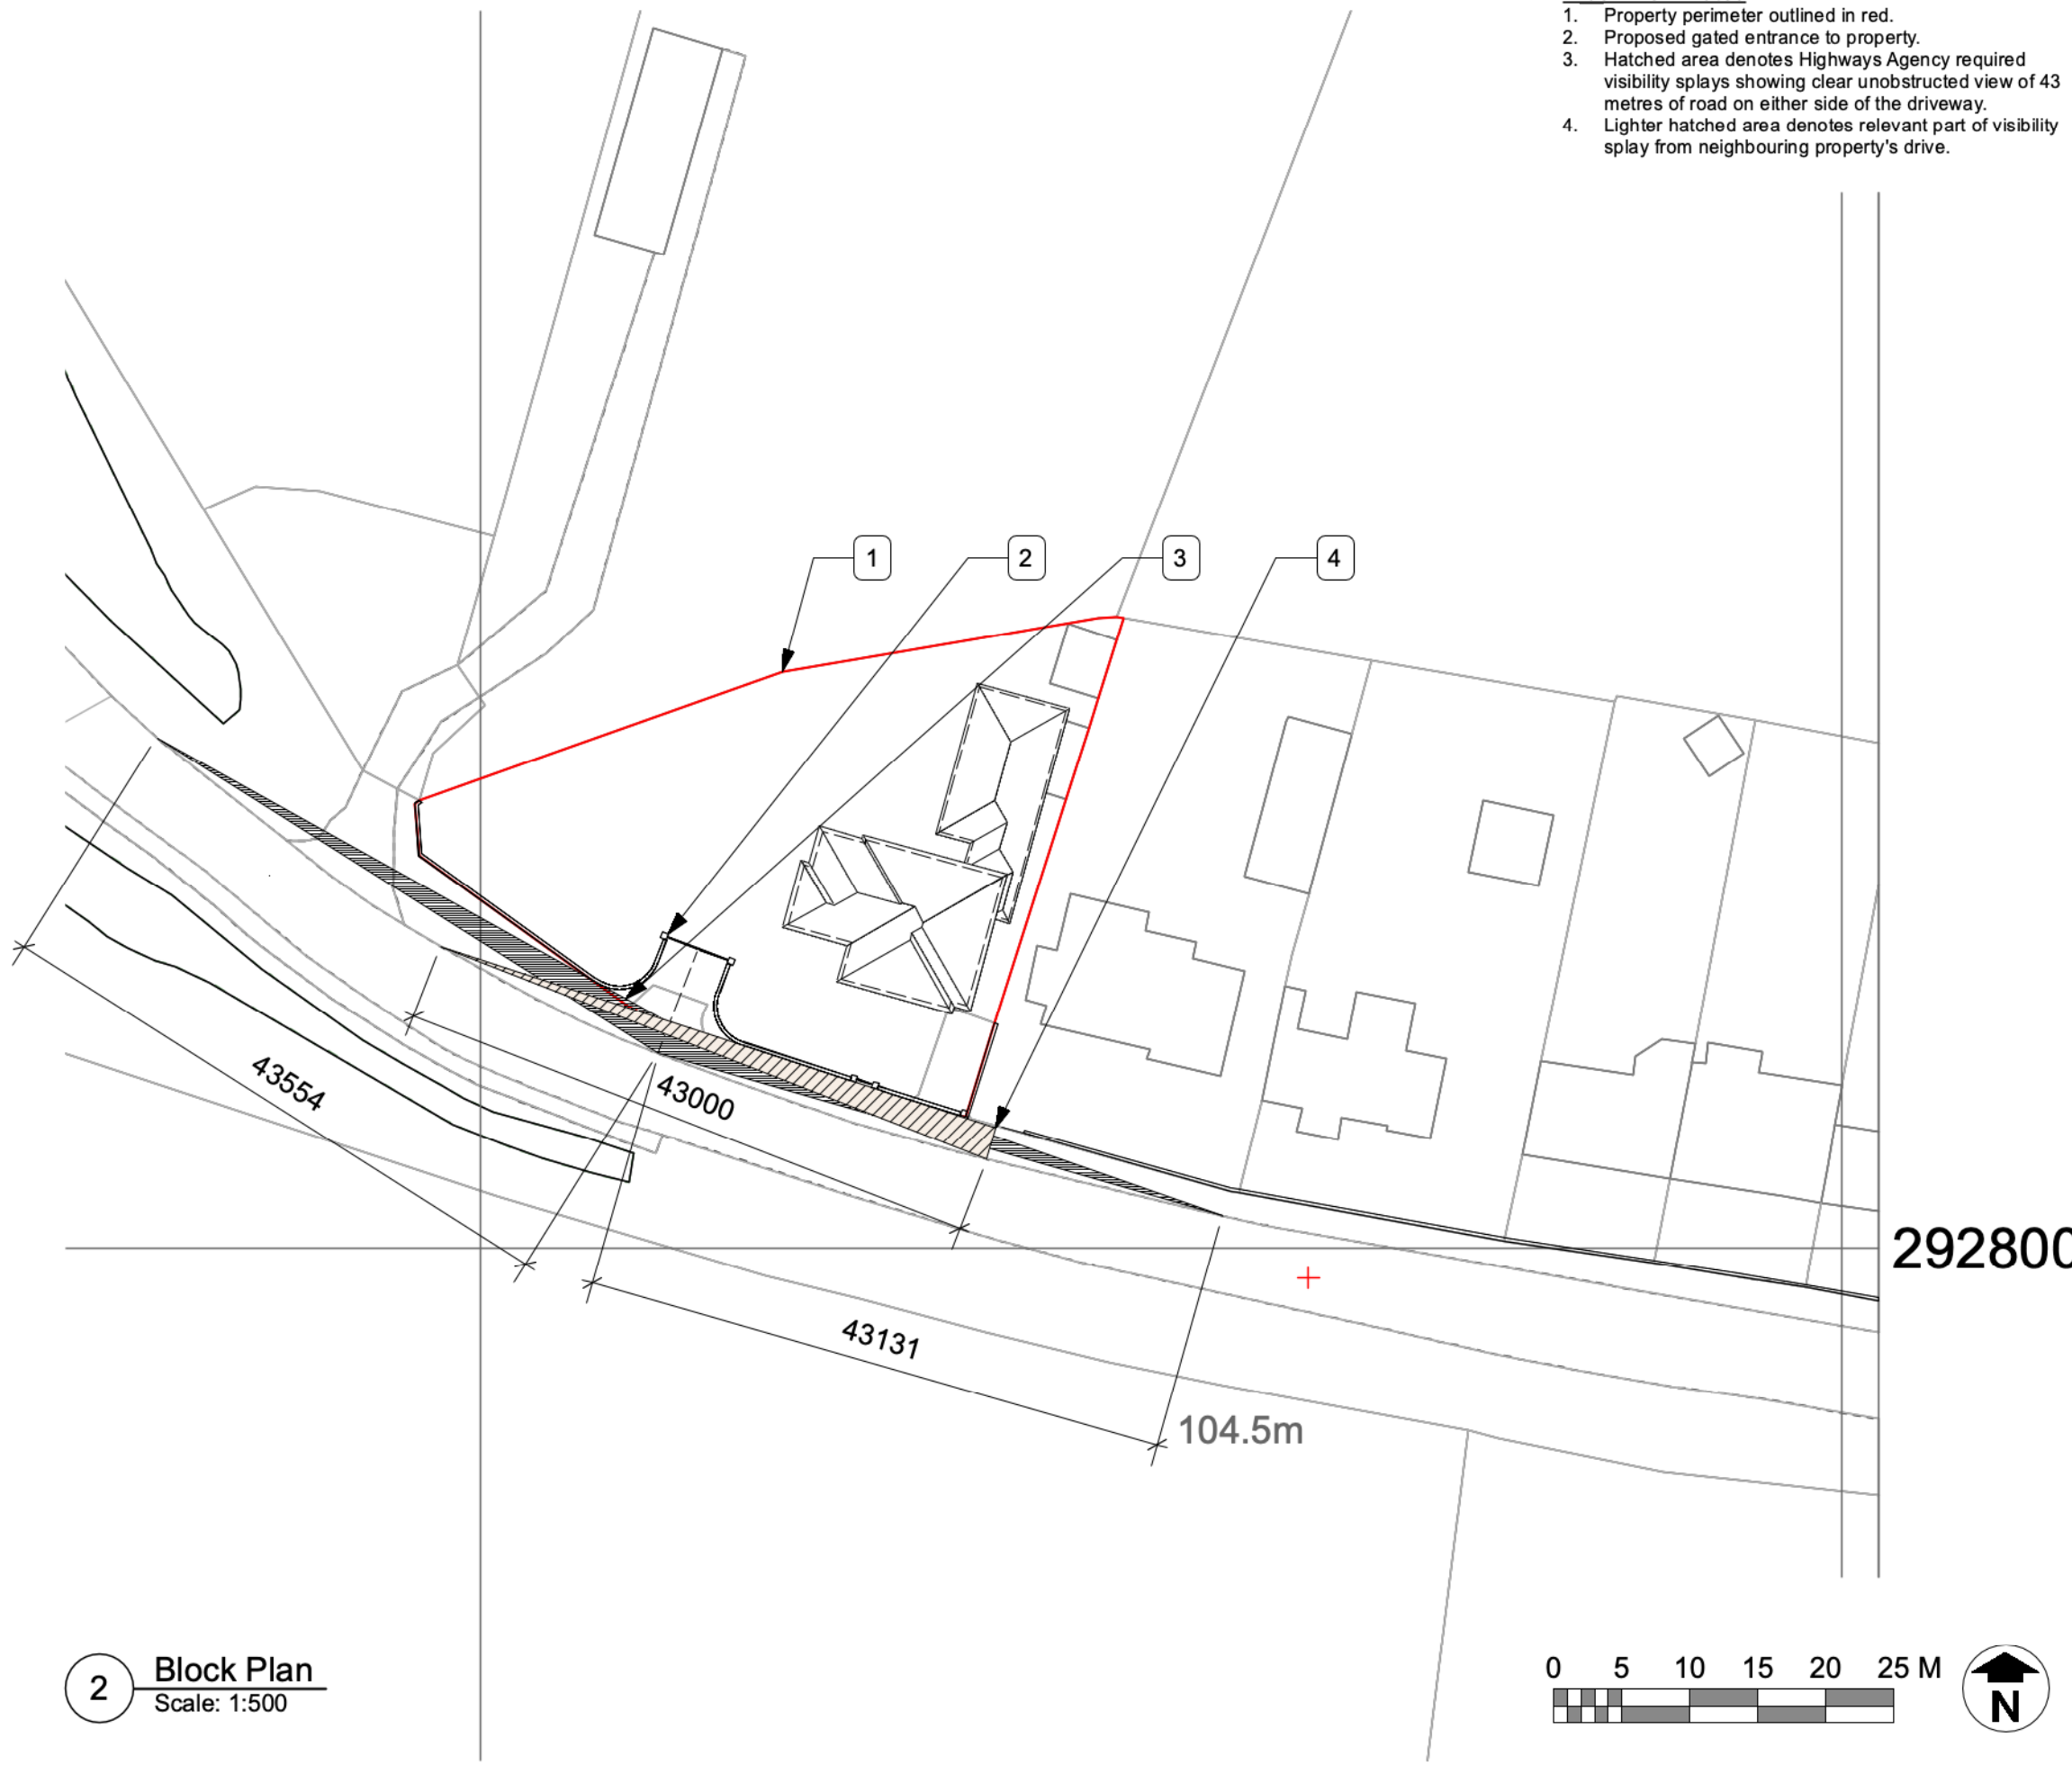 1. Property perimeter outlined in red.
2. Proposed gated entrance to property.
3. Hatched area denotes Highways Agency required
visibility splays showing clear unobstructed view of 43
metres of road on either side of the driveway.
4. Lighter hatched area denotes relevant part of visibility
splay from neighbouring property's drive.
1
2
3
4
43554
43000
43131
292800
104.5m
2
Block Plan
Scale: 1:500
0 5 10 15 20 25 M
N